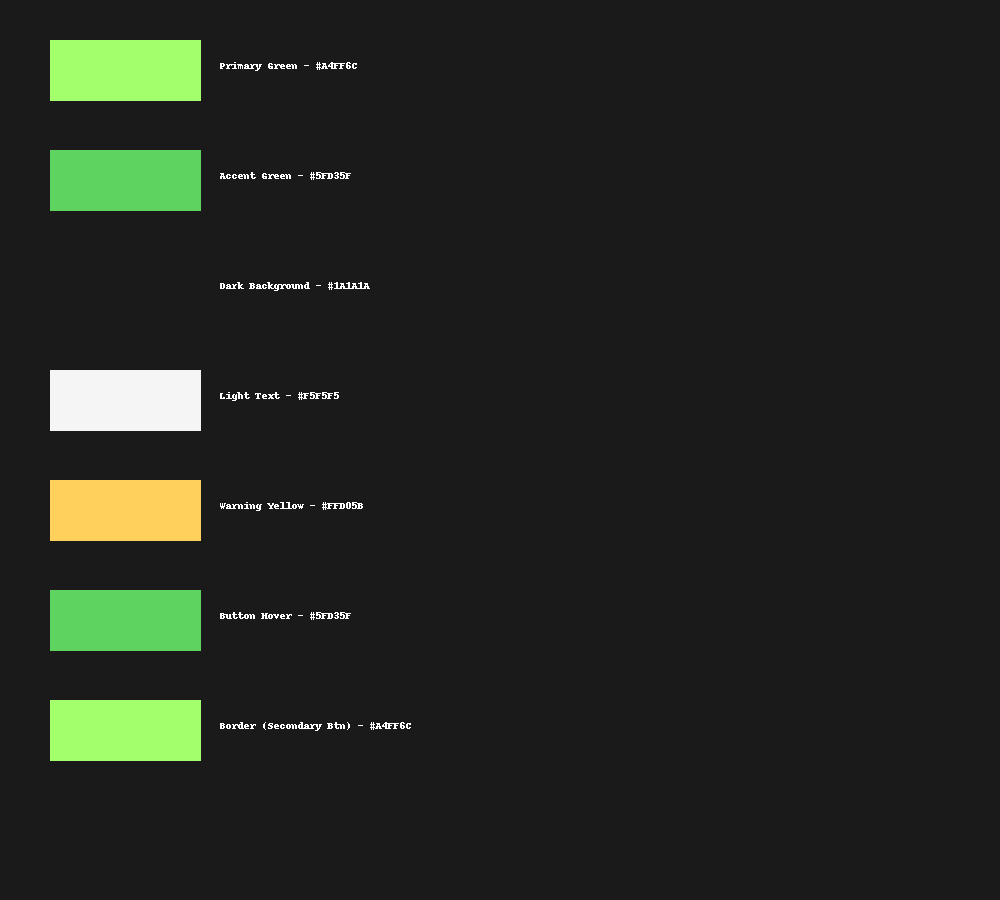 Primary Green - #A4FF6C
Accent Green - #5FD35F
Dark Background - #1A1A1A
Light Text - #F5F5F5
Warning Yellow - #FFD05B
Button Hover - #5FD35F
Border (Secondary Btn) - #A4FF6C